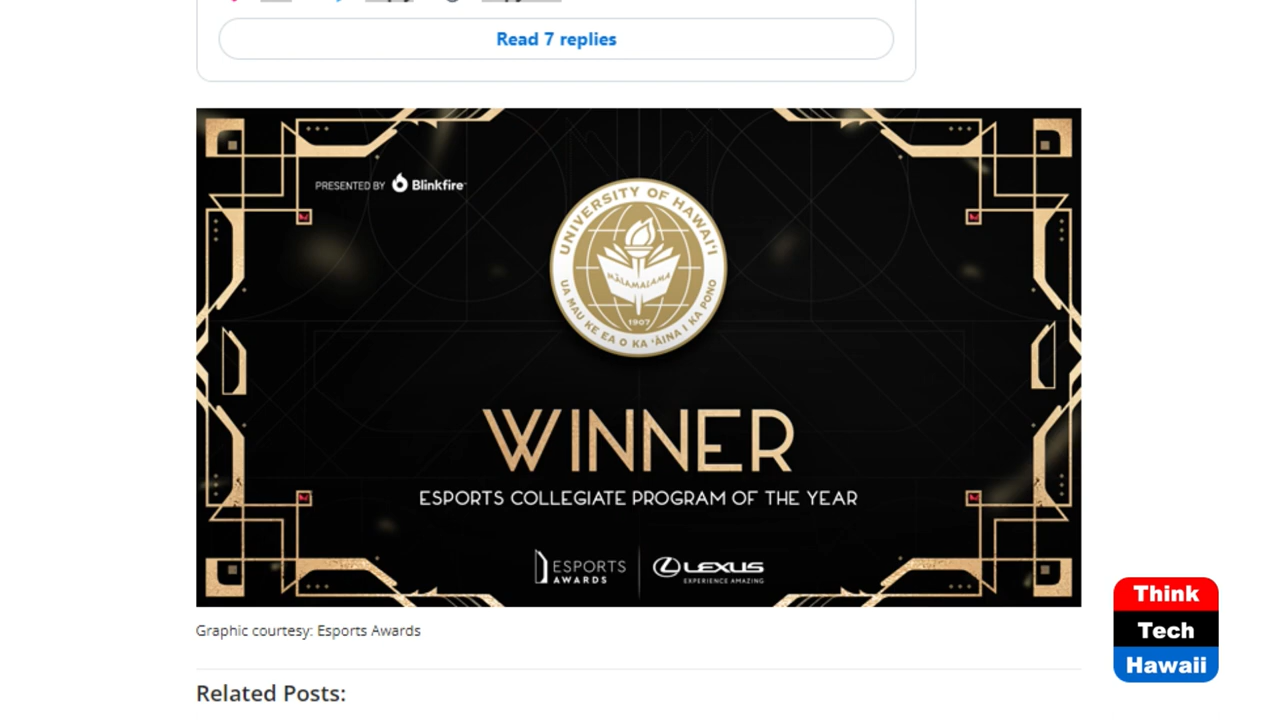 Read 7 replies
PRESENTED BY Blinkfire
UNIVERSITY OF HAWAI'I
MĀLAMALAMA
1907
UA MAU KE EA O KA ʻĀINA I KA PONO
WINNER
ESPORTS COLLEGIATE PROGRAM OF THE YEAR
ESPORTS AWARDS
LEXUS
EXPERIENCE AMAZING
Graphic courtesy: Esports Awards
Think
Tech
Hawaii
Related Posts: